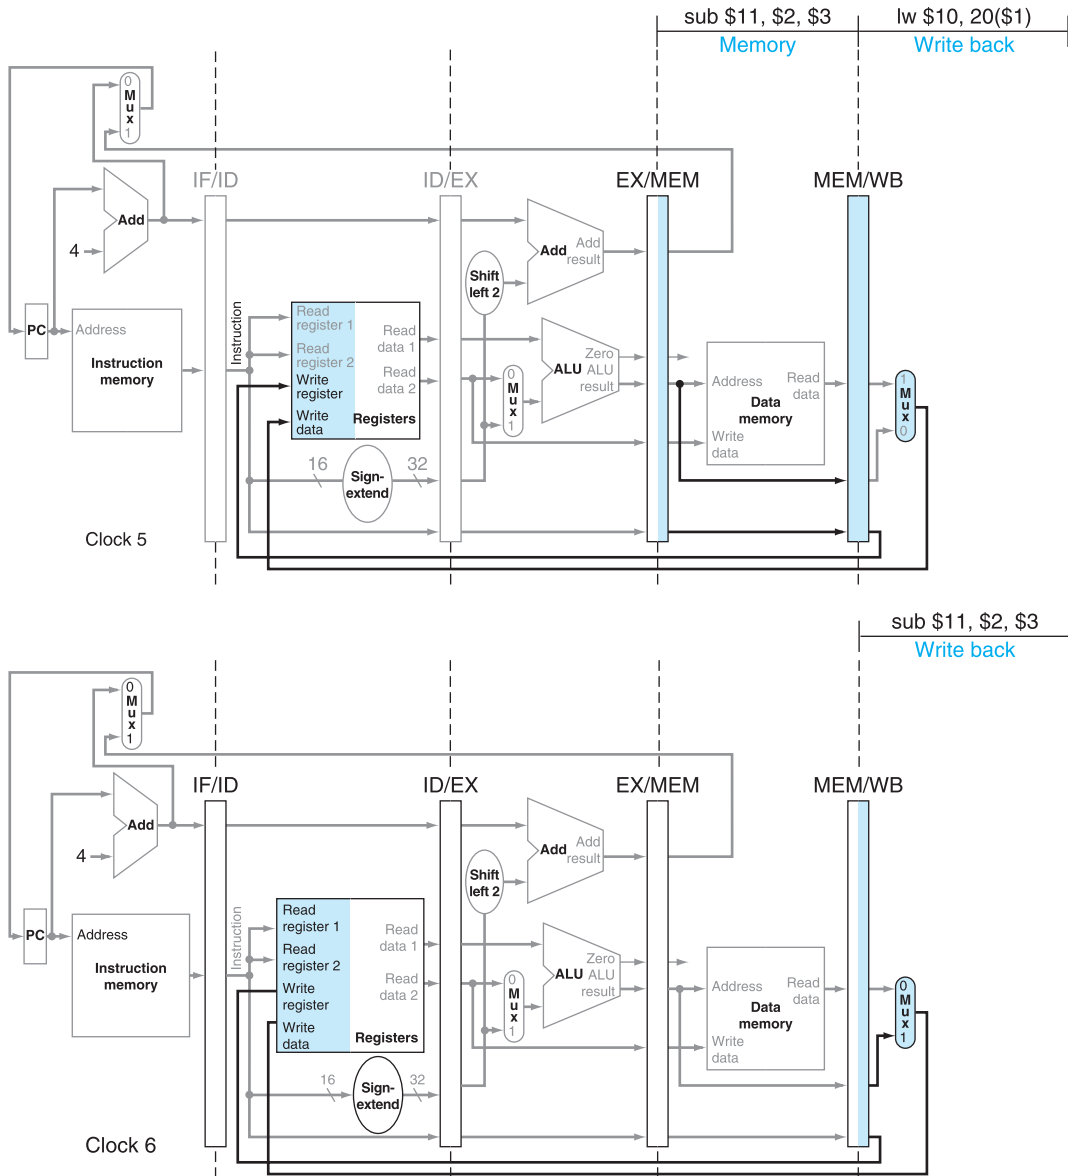 sub $11, $2, $3
lw $10, 20($1)
Memory
Write back
0
M
u
x
1
IF/ID
ID/EX
EX/MEM
MEM/WB
Add
4
Add
Add
result
Shift
left 2
PC
Address
Instruction
memory
Instruction
Read
register 1
Read
register 2
Write
register
Write
data
Read
data 1
Read
data 2
Registers
0
M
u
x
1
Zero
ALU
ALU
result
Address
Read
data
Data
memory
Write
data
1
M
u
x
0
16
Sign-
extend
32
Clock 5
sub $11, $2, $3
Write back
0
M
u
x
1
IF/ID
ID/EX
EX/MEM
MEM/WB
Add
4
Add
Add
result
Shift
left 2
PC
Address
Instruction
memory
Instruction
Read
register 1
Read
register 2
Write
register
Write
data
Read
data 1
Read
data 2
Registers
0
M
u
x
1
Zero
ALU
ALU
result
Address
Read
data
Data
memory
Write
data
0
M
u
x
1
16
Sign-
extend
32
Clock 6